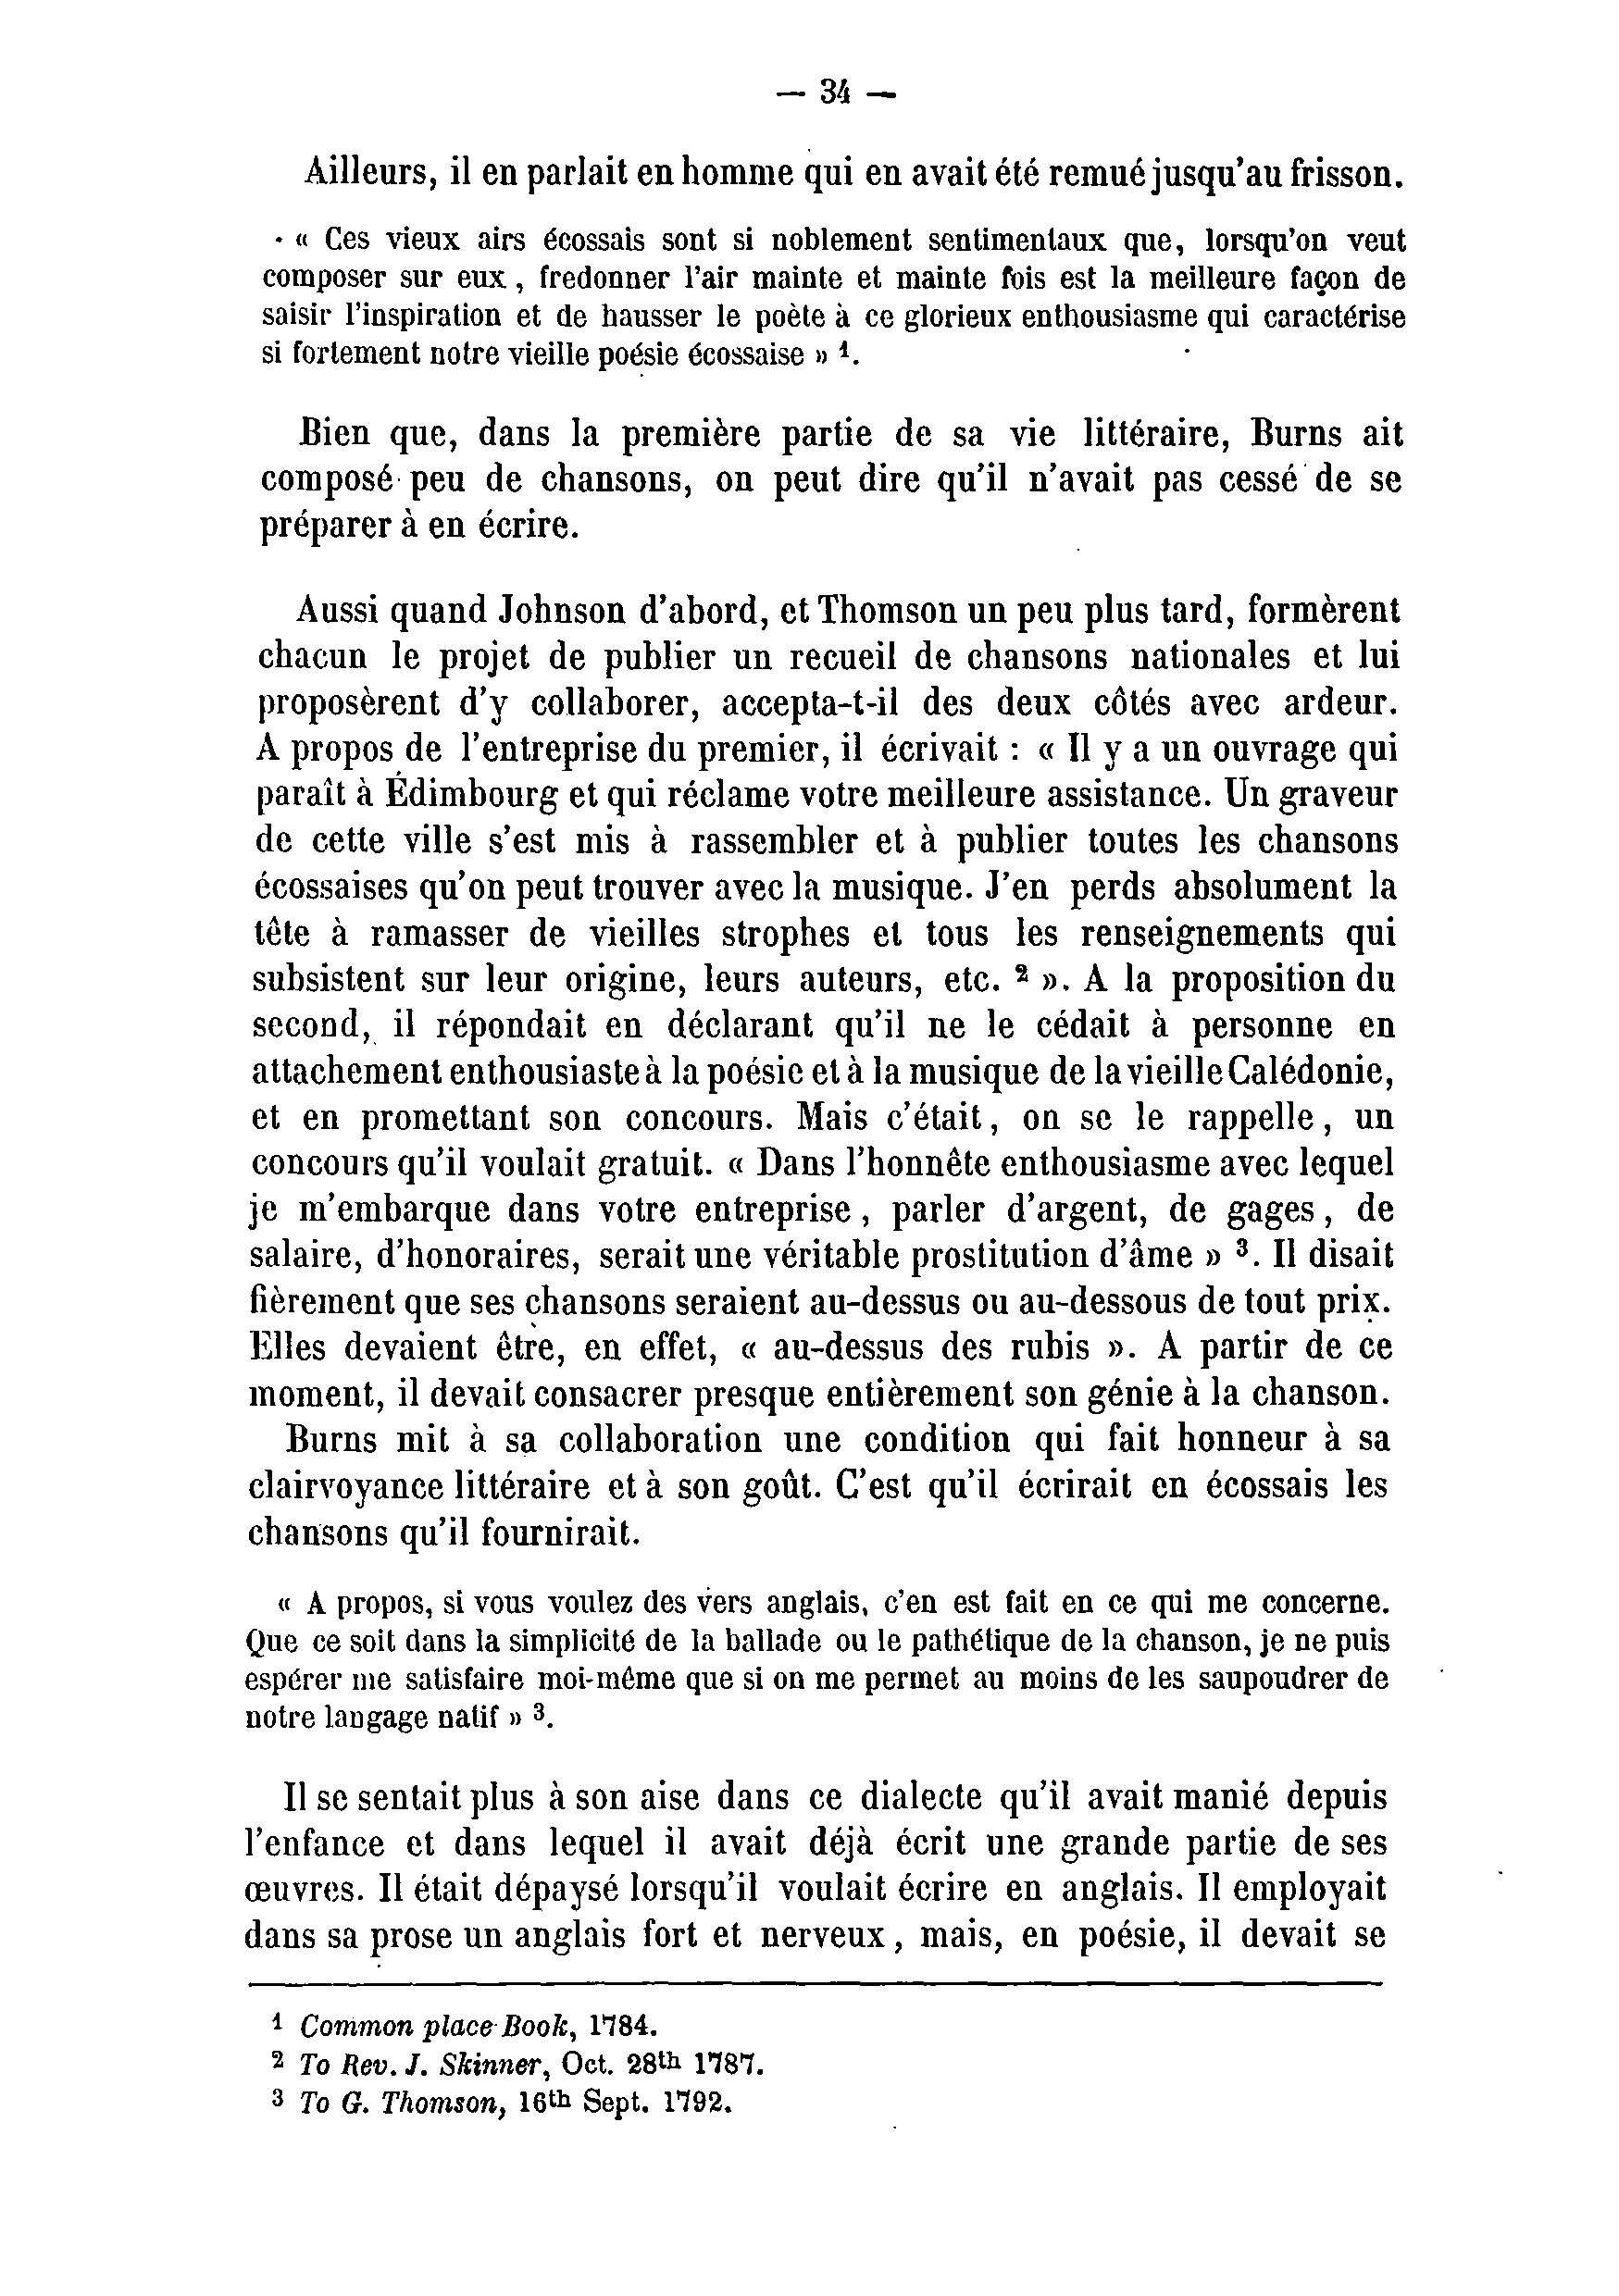 — 34 —
Ailleurs, il en parlait en homme qui en avait été remué jusqu'au frisson.
« Ces vieux airs écossais sont si noblement sentimentaux que, lorsqu'on veut
composer sur eux, fredonner l'air mainte et mainte fois est la meilleure façon de
saisir l'inspiration et de hausser le poète à ce glorieux enthousiasme qui caractérise
si fortement notre vieille poésie écossaise » ¹.
Bien que, dans la première partie de sa vie littéraire, Burns ait
composé peu de chansons, on peut dire qu'il n'avait pas cessé de se
préparer à en écrire.
Aussi quand Johnson d'abord, et Thomson un peu plus tard, formèrent
chacun le projet de publier un recueil de chansons nationales et lui
proposèrent d'y collaborer, accepta-t-il des deux côtés avec ardeur.
A propos de l'entreprise du premier, il écrivait : « Il y a un ouvrage qui
paraît à Édimbourg et qui réclame votre meilleure assistance. Un graveur
de cette ville s'est mis à rassembler et à publier toutes les chansons
écossaises qu'on peut trouver avec la musique. J'en perds absolument la
tête à ramasser de vieilles strophes et tous les renseignements qui
subsistent sur leur origine, leurs auteurs, etc. ² ». A la proposition du
second, il répondait en déclarant qu'il ne le cédait à personne en
attachement enthousiaste à la poésie et à la musique de la vieille Calédonie,
et en promettant son concours. Mais c'était, on se le rappelle, un
concours qu'il voulait gratuit. « Dans l'honnête enthousiasme avec lequel
je m'embarque dans votre entreprise, parler d'argent, de gages, de
salaire, d'honoraires, serait une véritable prostitution d'âme » ³. Il disait
fièrement que ses chansons seraient au-dessus ou au-dessous de tout prix.
Elles devaient être, en effet, « au-dessus des rubis ». A partir de ce
moment, il devait consacrer presque entièrement son génie à la chanson.
Burns mit à sa collaboration une condition qui fait honneur à sa
clairvoyance littéraire et à son goût. C'est qu'il écrirait en écossais les
chansons qu'il fournirait.
« A propos, si vous voulez des vers anglais, c'en est fait en ce qui me concerne.
Que ce soit dans la simplicité de la ballade ou le pathétique de la chanson, je ne puis
espérer me satisfaire moi-même que si on me permet au moins de les saupoudrer de
notre langage natif » ³.
Il se sentait plus à son aise dans ce dialecte qu'il avait manié depuis
l'enfance et dans lequel il avait déjà écrit une grande partie de ses
œuvres. Il était dépaysé lorsqu'il voulait écrire en anglais. Il employait
dans sa prose un anglais fort et nerveux, mais, en poésie, il devait se
¹ Common place Book, 1784.
² To Rev. J. Skinner, Oct. 28th 1787.
³ To G. Thomson, 16th Sept. 1792.